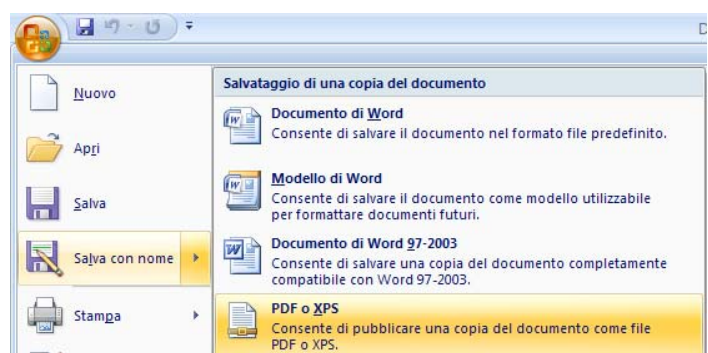 D
Nuovo
Apri
Salva
Salva con nome
Stampa
Salvataggio di una copia del documento
Documento di Word
Consente di salvare il documento nel formato file predefinito.
Modello di Word
Consente di salvare il documento come modello utilizzabile
per formattare documenti futuri.
Documento di Word 97-2003
Consente di salvare una copia del documento completamente
compatibile con Word 97-2003.
PDF o XPS
Consente di pubblicare una copia del documento come file
PDF o XPS.